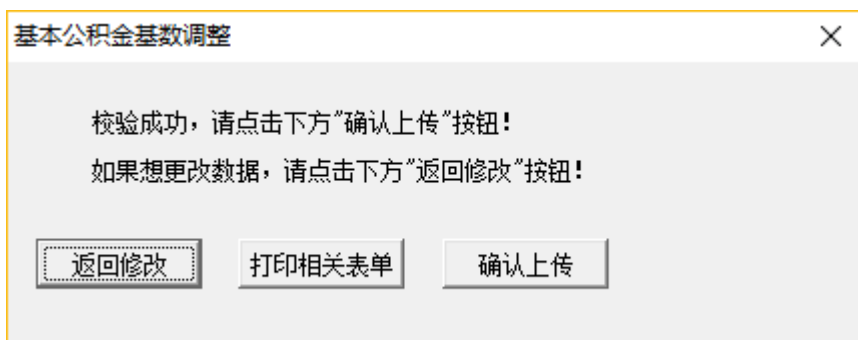 基本公积金基数调整
校验成功，请点击下方"确认上传"按钮！
如果想更改数据，请点击下方"返回修改"按钮！
返回修改 打印相关表单 确认上传